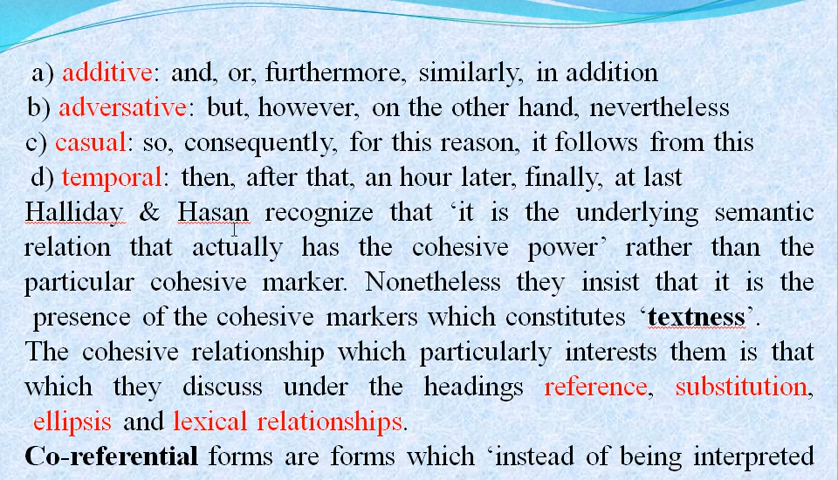 a) additive: and, or, furthermore, similarly, in addition
b) adversative: but, however, on the other hand, nevertheless
c) casual: so, consequently, for this reason, it follows from this
d) temporal: then, after that, an hour later, finally, at last
Halliday & Hasan recognize that ‘it is the underlying semantic
relation that actually has the cohesive power’ rather than the
particular cohesive marker. Nonetheless they insist that it is the
presence of the cohesive markers which constitutes ‘textness’.
The cohesive relationship which particularly interests them is that
which they discuss under the headings reference, substitution,
ellipsis and lexical relationships.
Co-referential forms are forms which ‘instead of being interpreted